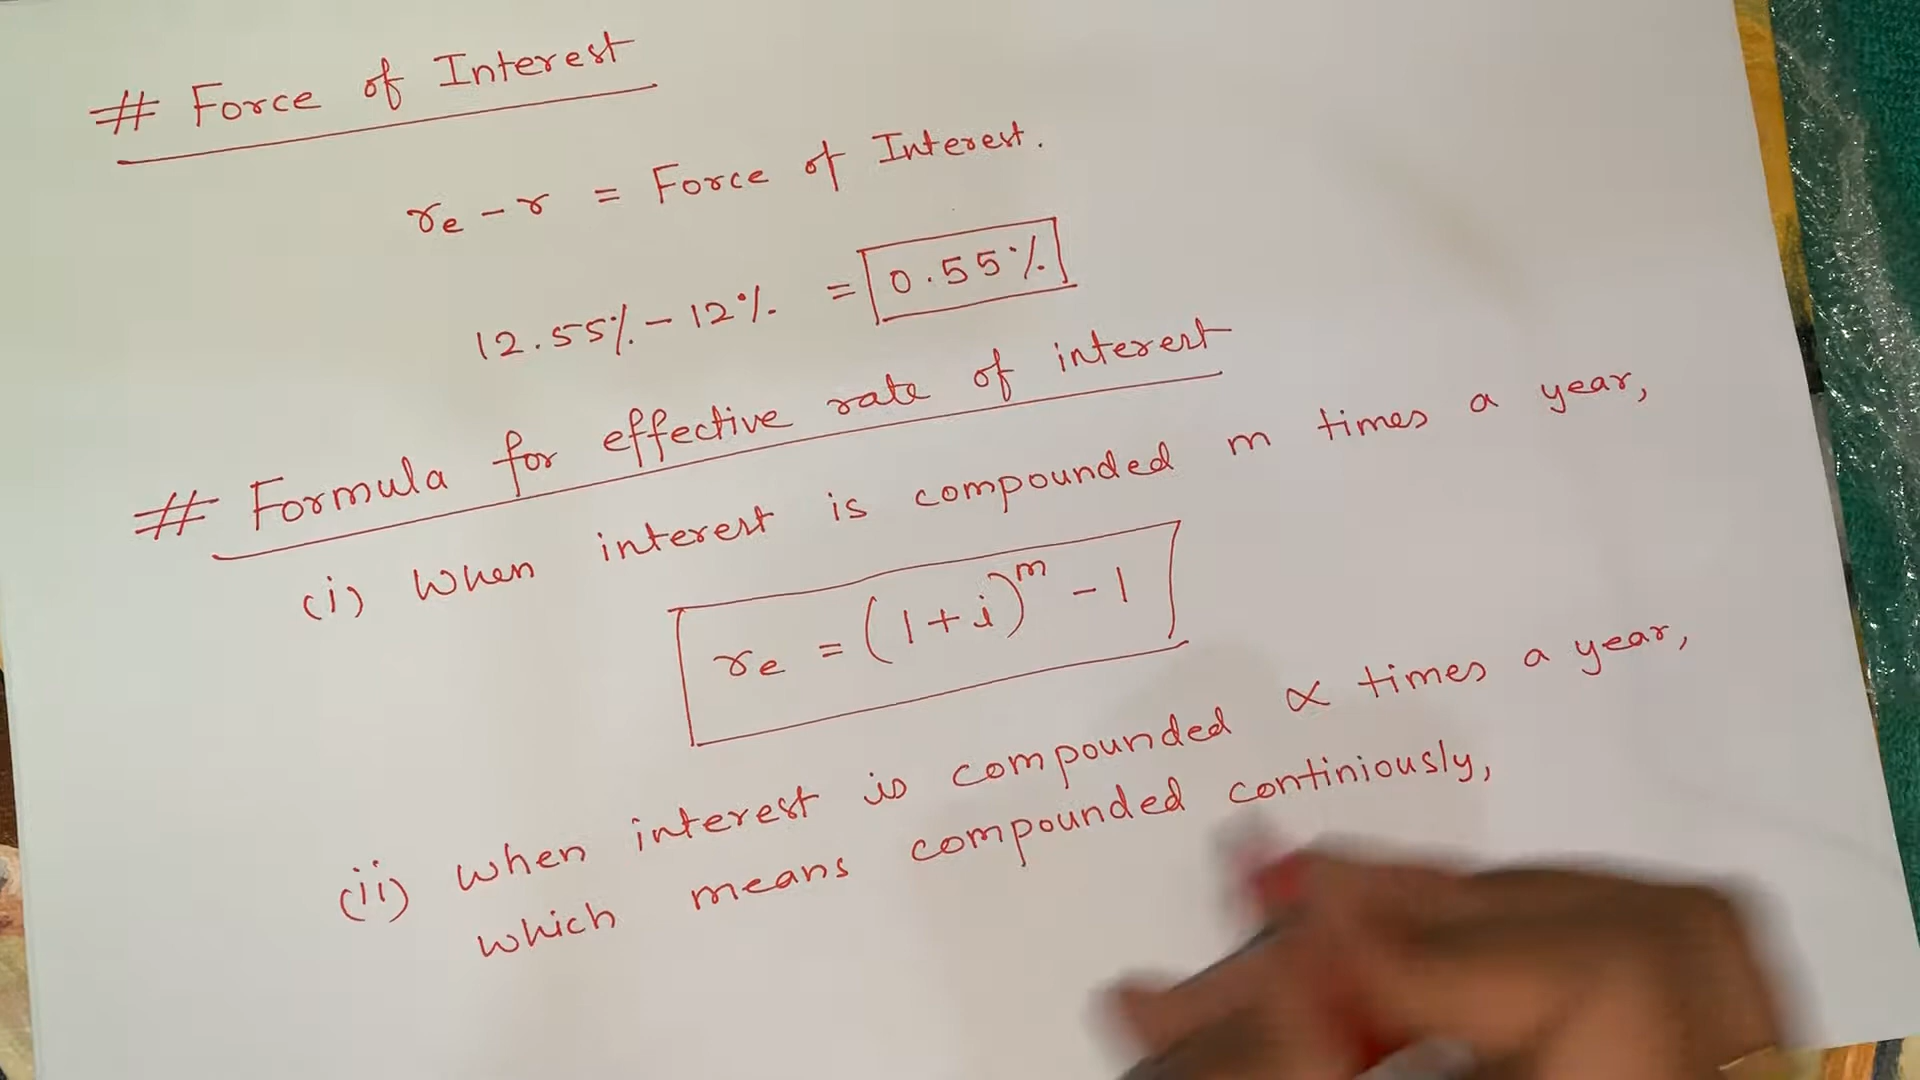 # Force of Interest
re - r = Force of Interest.
12.55% - 12% = 0.55%
# Formula for effective rate of interest
(i) When interest is compounded m times a year,
re = (1+i)^m - 1
(ii) when interest is compounded ∝ times a year,
which means compounded continiously,